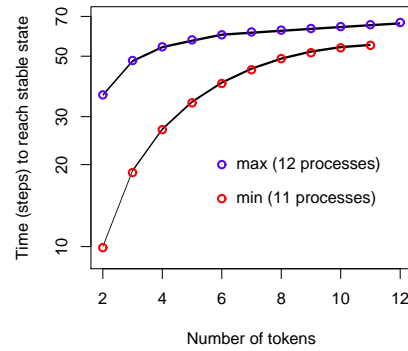 Time (steps) to reach stable state
70
50
30
20
10
max (12 processes)
min (11 processes)
2 4 6 8 10 12
Number of tokens